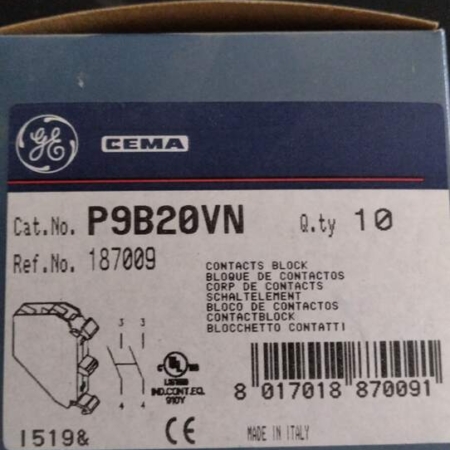 GE CEMA
Cat.No. P9B20VN Q.ty 10
Ref.No. 187009
CONTACTS BLOCK
BLOQUE DE CONTACTOS
CORP DE CONTACTS
SCHALTELEMENT
BLOCO DE CONTACTOS
CONTACTBLOCK
BLOCCHETTO CONTATTI
3 3
4 4
UL
LISTED
IND.CONT.EQ.
910Y
8 017018 870091
I519& CE MADE IN ITALY